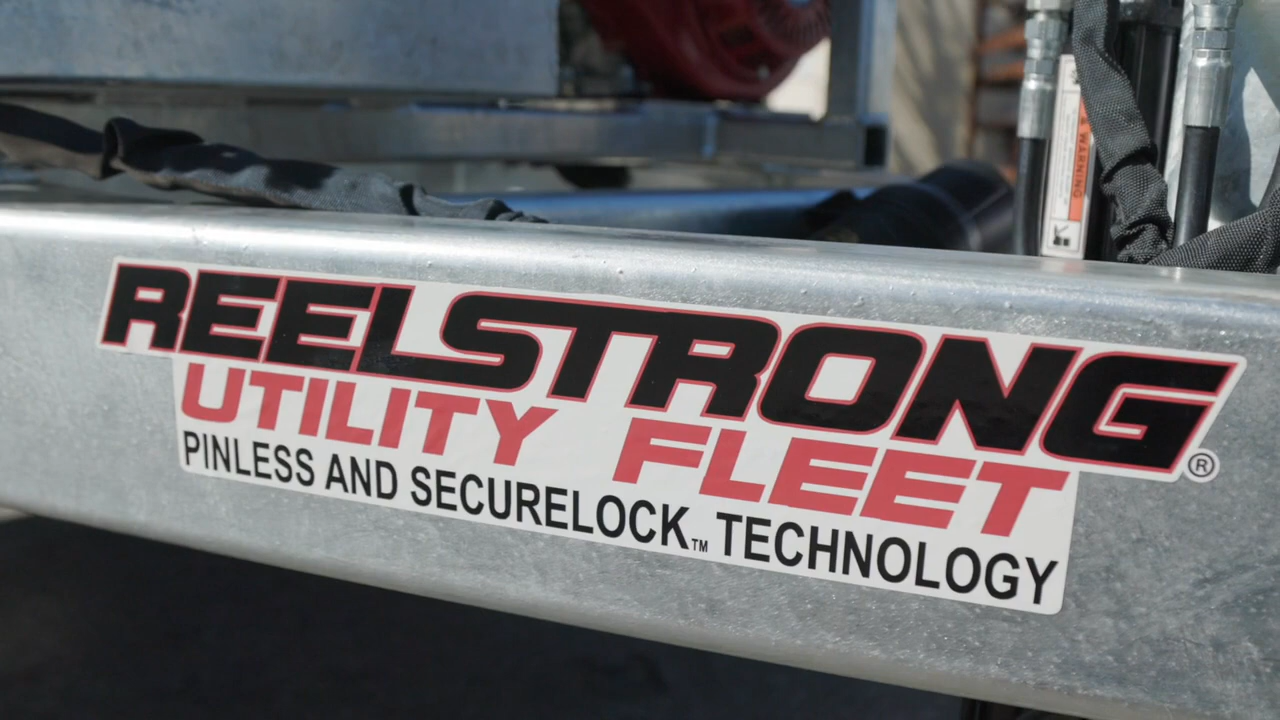 WARNING
REELSTRONG®
UTILITY FLEET
PINLESS AND SECURELOCK™ TECHNOLOGY